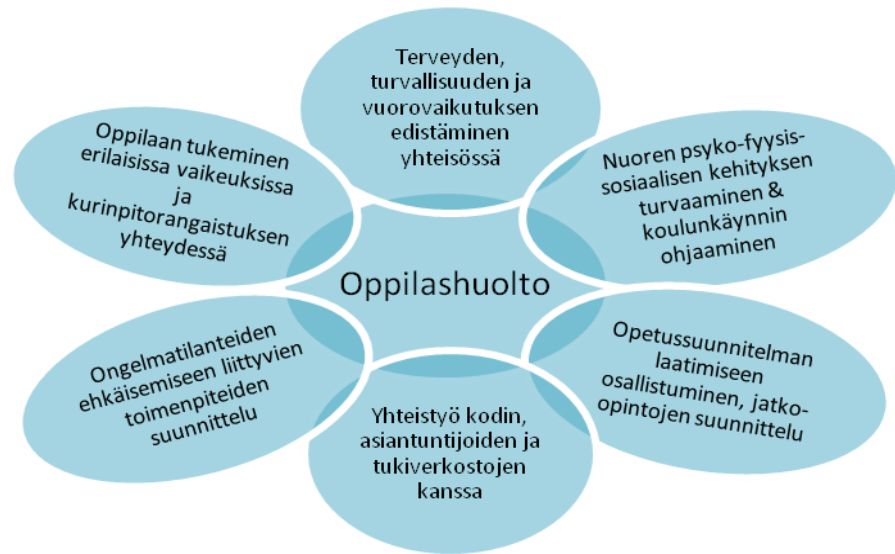 Terveyden,
turvallisuuden ja
vuorovaikutuksen
edistäminen
yhteisössä
Oppilaan tukeminen
erilaisissa vaikeuksissa
ja
kurinpitorangaistuksen
yhteydessä
Nuoren psyko-fyysis-
sosiaalisen kehityksen
turvaaminen &
koulunkäynnin
ohjaaminen
Oppilashuolto
Ongelmatilanteiden
ehkäisemiseen liittyvien
toimenpiteiden
suunnittelu
Yhteistyö kodin,
asiantuntijoiden ja
tukiverkostojen
kanssa
Opetussuunnitelman
laatimiseen
osallistuminen, jatko-
opintojen suunnittelu